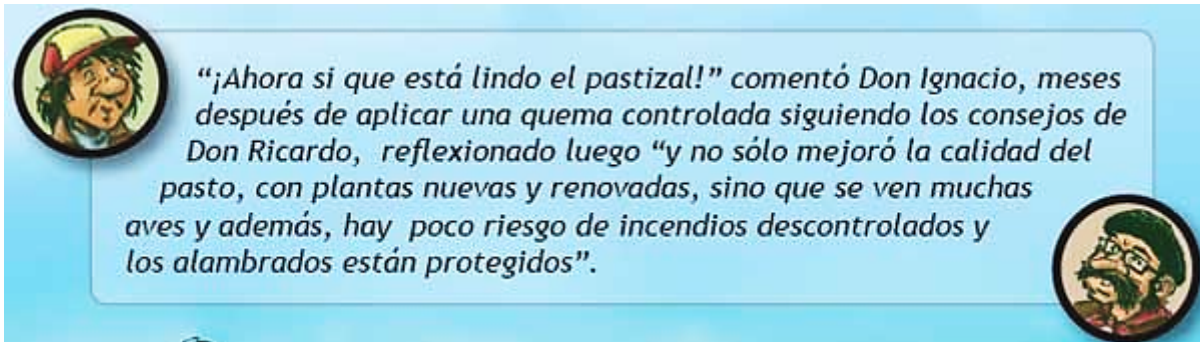 “¡Ahora si que está lindo el pastizal!” comentó Don Ignacio, meses
después de aplicar una quema controlada siguiendo los consejos de
Don Ricardo, reflexionado luego “y no sólo mejoró la calidad del
pasto, con plantas nuevas y renovadas, sino que se ven muchas
aves y además, hay poco riesgo de incendios descontrolados y
los alambrados están protegidos”.